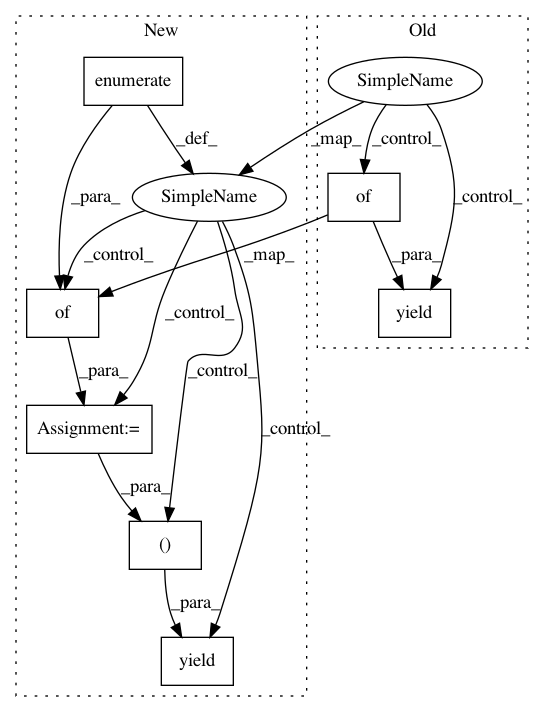 New
Old
enumerate
SimpleName
_def_
_map_
_control_
SimpleName
of
_control_
_para_
_control_
_para_
of
_map_
yield
_control_
_para_
_control_
Assignment:=
_control_
_para_
()
_para_
yield